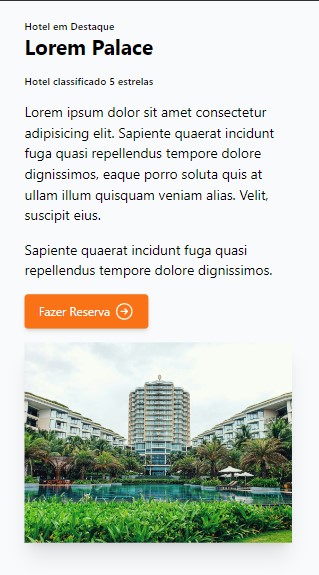 Hotel em Destaque
Lorem Palace
Hotel classificado 5 estrelas
Lorem ipsum dolor sit amet consectetur
adipisicing elit. Sapiente quaerat incidunt
fuga quasi repellendus tempore dolore
dignissimos, eaque porro soluta quis at
ullam illum quisquam veniam alias. Velit,
suscipit eius.
Sapiente quaerat incidunt fuga quasi
repellendus tempore dolore dignissimos.
Fazer Reserva